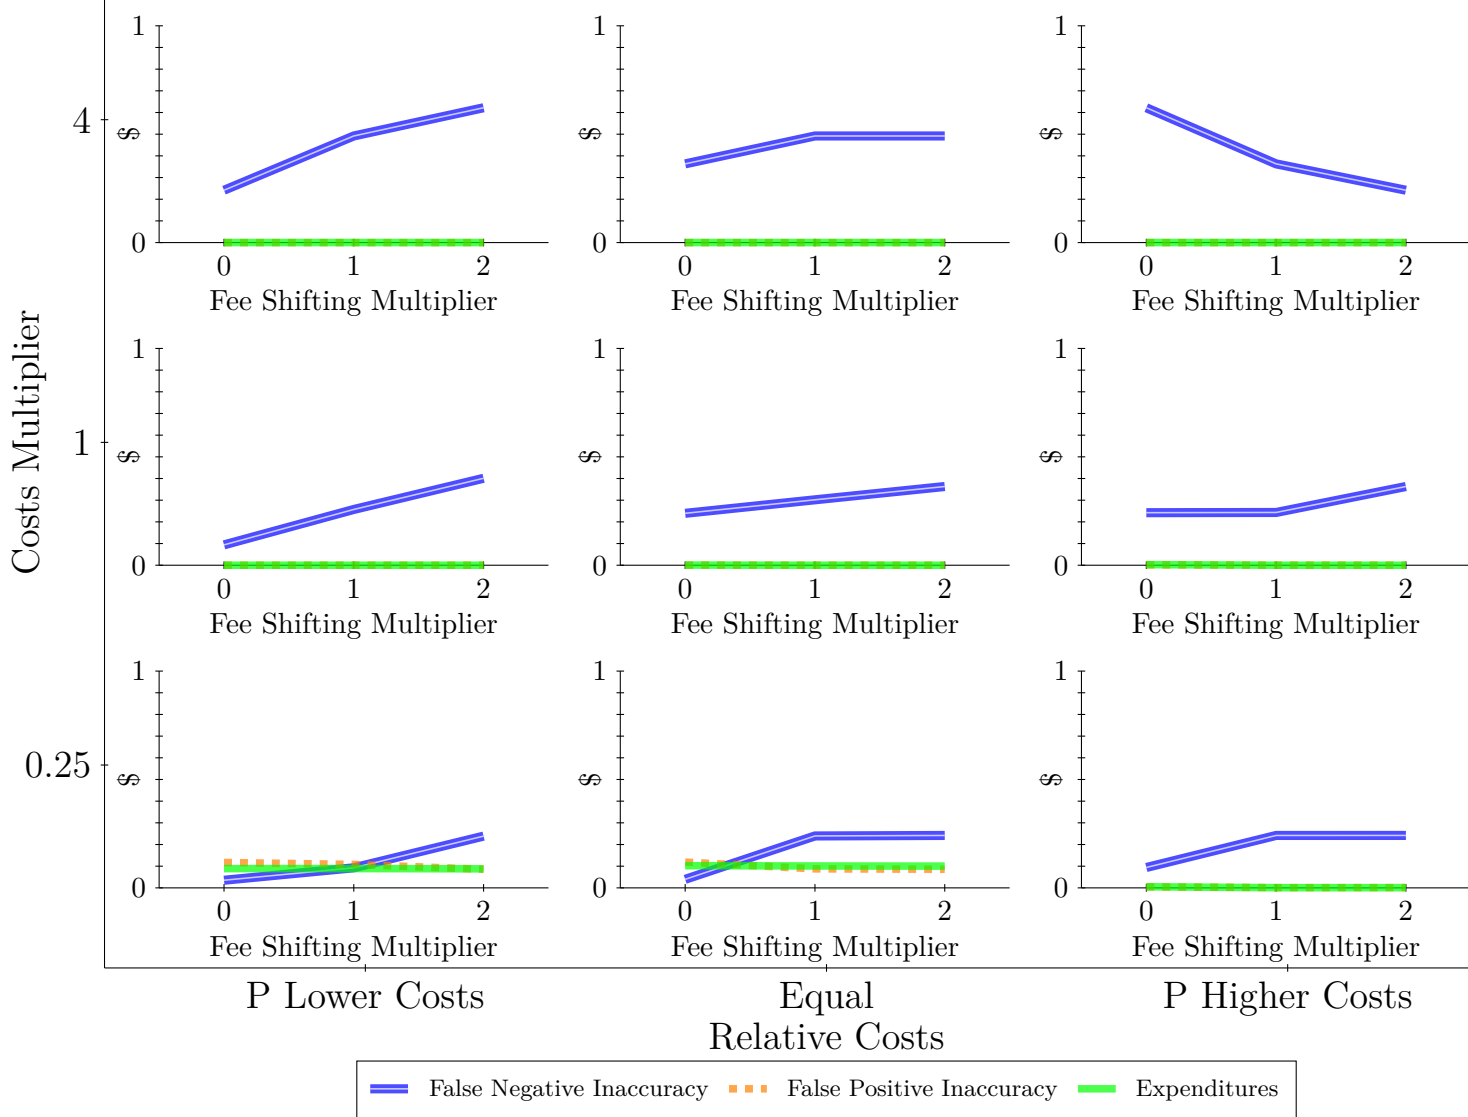 Costs Multiplier
4
1
$
0
0 1 2
Fee Shifting Multiplier
1
$
0
0 1 2
Fee Shifting Multiplier
1
$
0
0 1 2
Fee Shifting Multiplier
1
1
$
0
0 1 2
Fee Shifting Multiplier
1
$
0
0 1 2
Fee Shifting Multiplier
1
$
0
0 1 2
Fee Shifting Multiplier
0.25
1
$
0
0 1 2
Fee Shifting Multiplier
1
$
0
0 1 2
Fee Shifting Multiplier
1
$
0
0 1 2
Fee Shifting Multiplier
P Lower Costs Equal P Higher Costs
Relative Costs
False Negative Inaccuracy False Positive Inaccuracy Expenditures